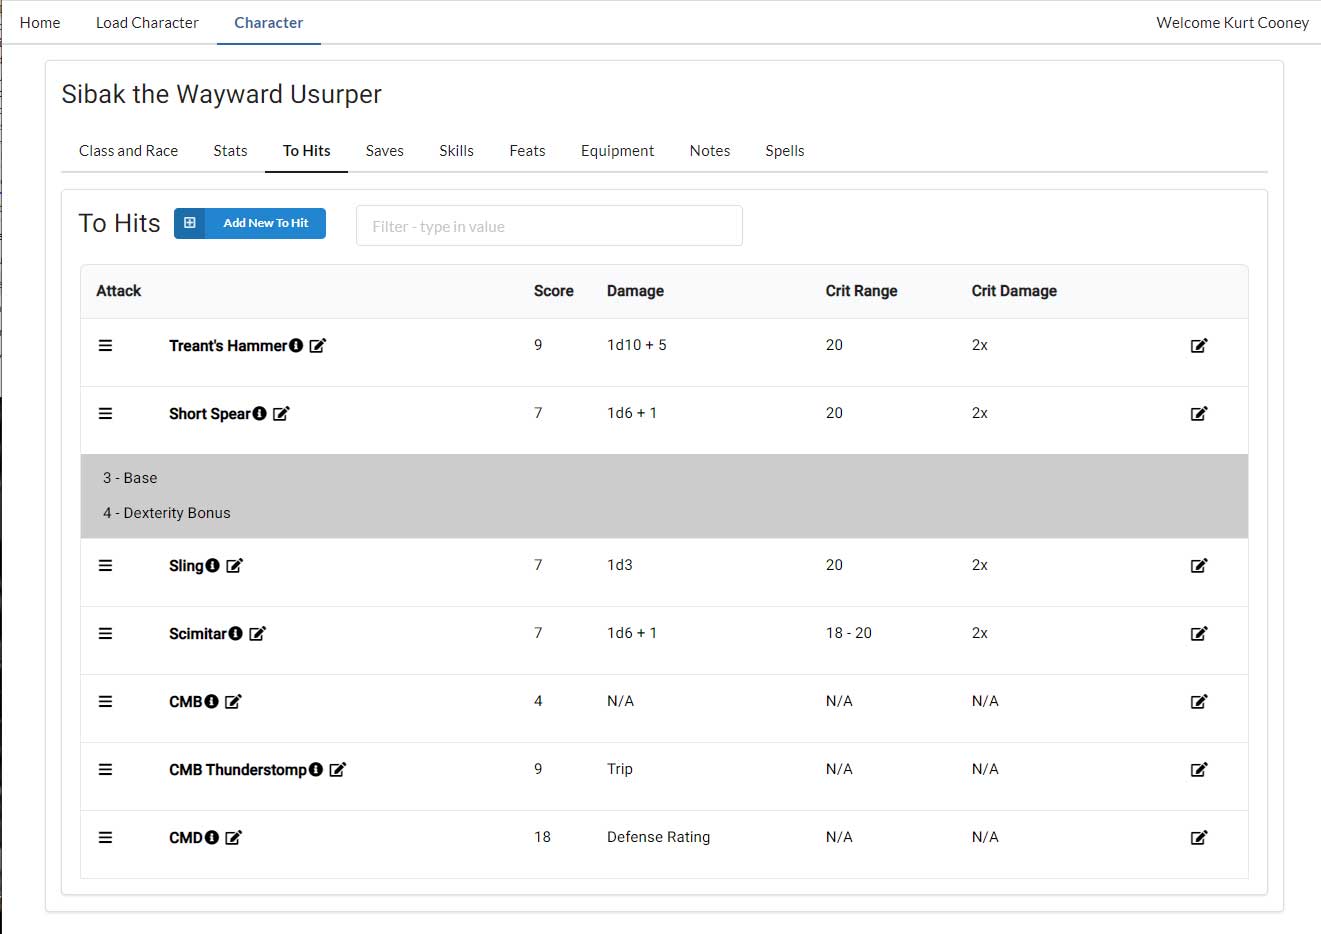 Home Load Character Character Welcome Kurt Cooney
Sibak the Wayward Usurper
Class and Race Stats To Hits Saves Skills Feats Equipment Notes Spells
To Hits Add New To Hit Filter - type in value
Attack Score Damage Crit Range Crit Damage
Treant's Hammer 9 1d10 + 5 20 2x
Short Spear 7 1d6 + 1 20 2x
3 - Base
4 - Dexterity Bonus
Sling 7 1d3 20 2x
Scimitar 7 1d6 + 1 18 - 20 2x
CMB 4 N/A N/A N/A
CMB Thunderstomp 9 Trip N/A N/A
CMD 18 Defense Rating N/A N/A